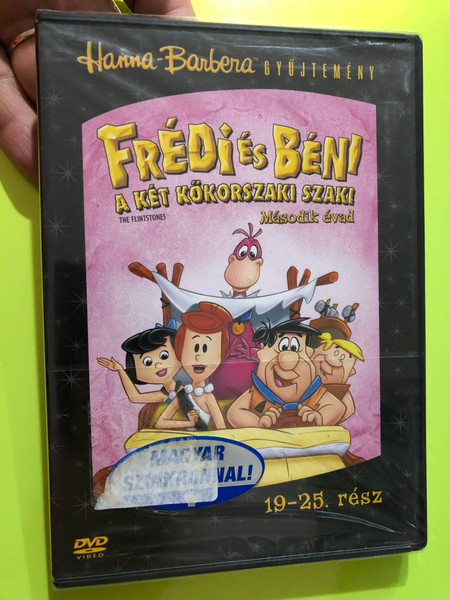 Hanna-Barbera GYŰJTEMÉNY
FRÉDI ÉS BÉNI
A KÉT KŐKORSZAKI SZAKI
THE FLINTSTONES
Második évad
MAGYAR
SZINKRONNAL!
19-25. rész
DVD
VIDEO